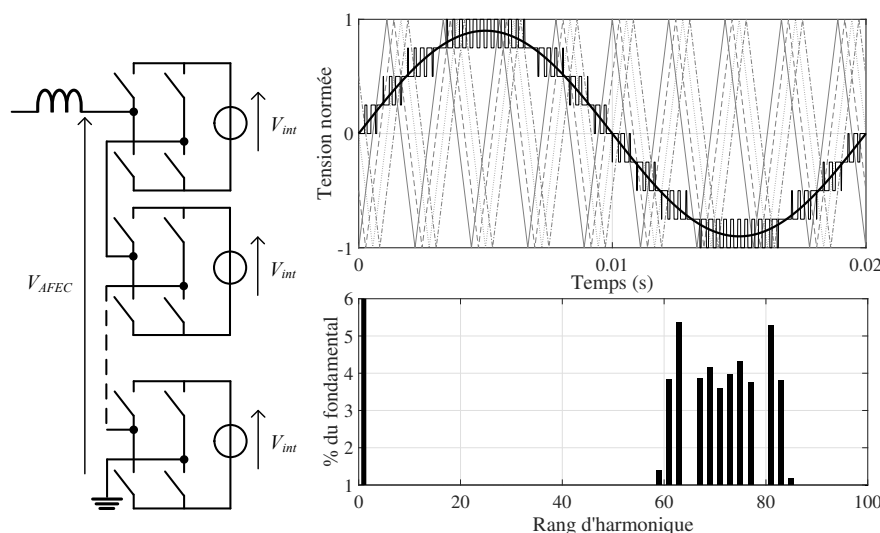 V_AFEC
V_int
V_int
V_int
Tension normée
1
0
-1
0
0.01
0.02
Temps (s)
% du fondamental
6
5
4
3
2
1
0
20
40
60
80
100
Rang d'harmonique